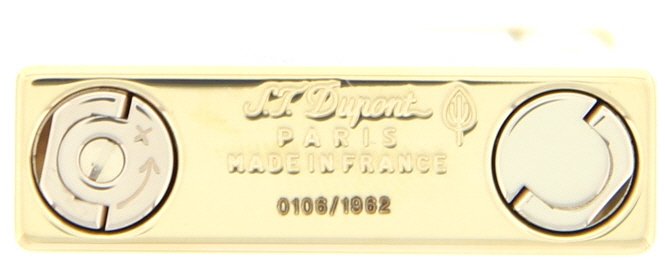 S.T. Dupont
PARIS
MADE IN FRANCE
0106/1962